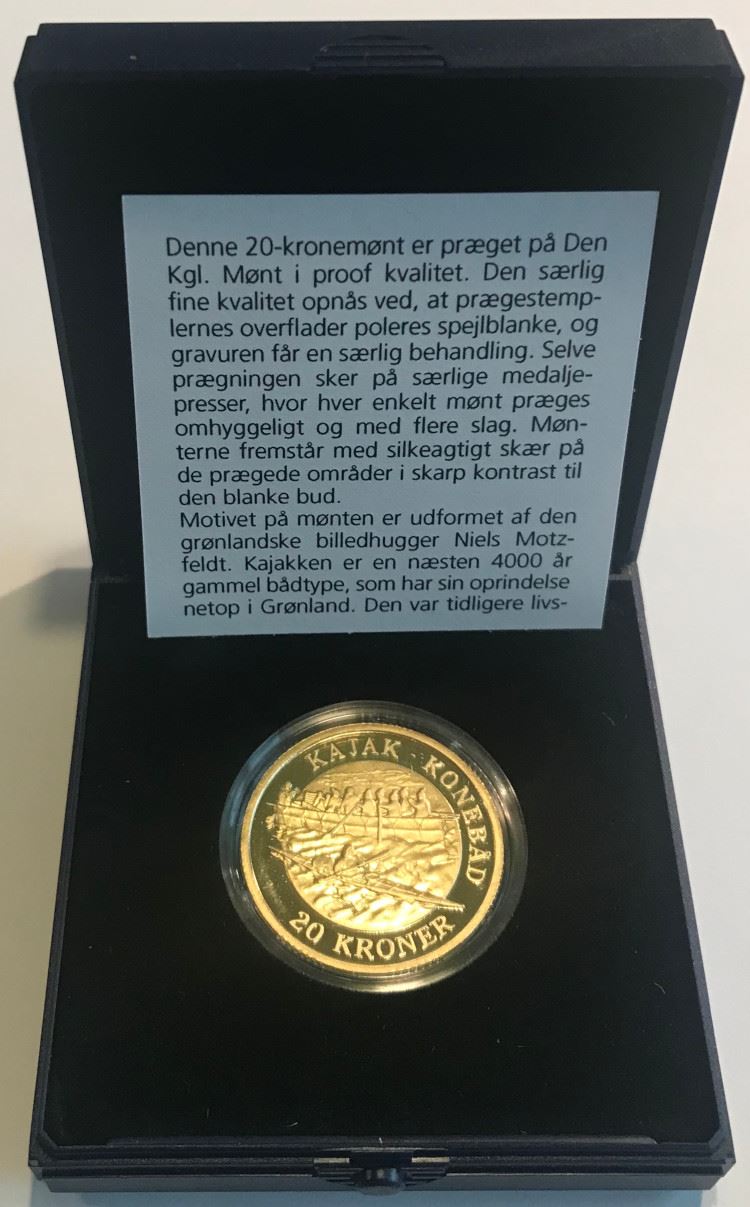 Denne 20-kronemønt er præget på Den
Kgl. Mønt i proof kvalitet. Den særlig
fine kvalitet opnås ved, at prægestemp-
lernes overflader poleres spejlblanke, og
gravuren får en særlig behandling. Selve
prægningen sker på særlige medalje-
presser, hvor hver enkelt mønt præges
omhyggeligt og med flere slag. Møn-
terne fremstår med silkeagtigt skær på
de prægede områder i skarp kontrast til
den blanke bud.
Motivet på mønten er udformet af den
grønlandske billedhugger Niels Motz-
feldt. Kajakken er en næsten 4000 år
gammel bådtype, som har sin oprindelse
netop i Grønland. Den var tidligere livs-
KAJAK · KONEBÅD
20 KRONER